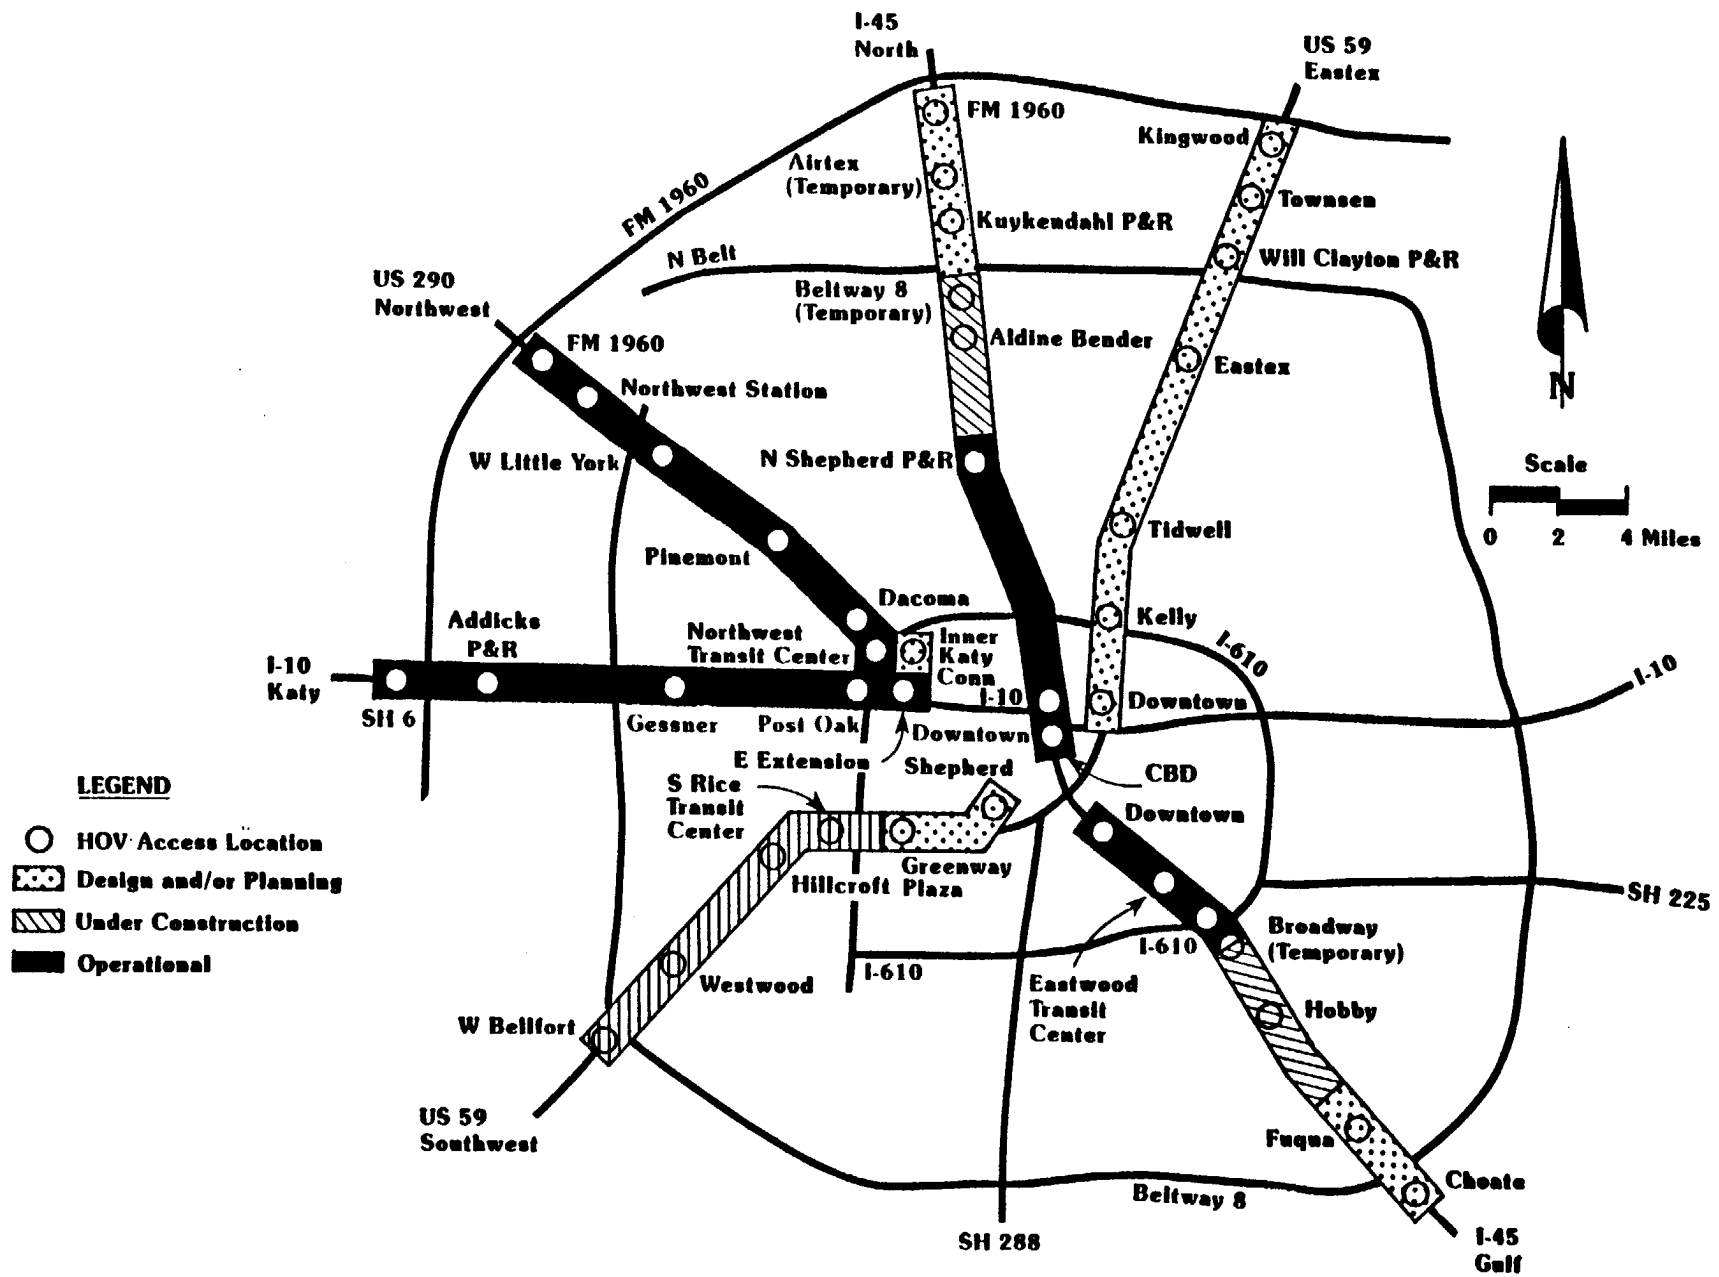 I-45
North
US 59
Eastex
FM 1960
Kingwood
Airtex
(Temporary)
FM 1960
Townsen
Kuykendahl P&R
N Belt
Will Clayton P&R
US 290
Northwest
Beltway 8
(Temporary)
Aldine Bender
FM 1960
Eastex
Northwest Station
N
W Little York
N Shepherd P&R
Scale
0 2 4 Miles
Tidwell
Pinemont
Dacoma
Kelly
Addicks
P&R
Northwest
Transit Center
Inner
Katy
Conn
I-610
I-10
I-10
Katy
I-10
Downtown
SH 6
Gessner
Post Oak
Downtown
E Extension
Shepherd
CBD
LEGEND
S Rice
Transit
Center
Downtown
HOV Access Location
Greenway
Plaza
Hillcroft
Design and/or Planning
SH 225
Under Construction
Broadway
(Temporary)
I-610
Operational
I-610
Westwood
Eastwood
Transit
Center
Hobby
W Bellfort
US 59
Southwest
Fuqua
Choate
Beltway 8
SH 288
I-45
Gulf